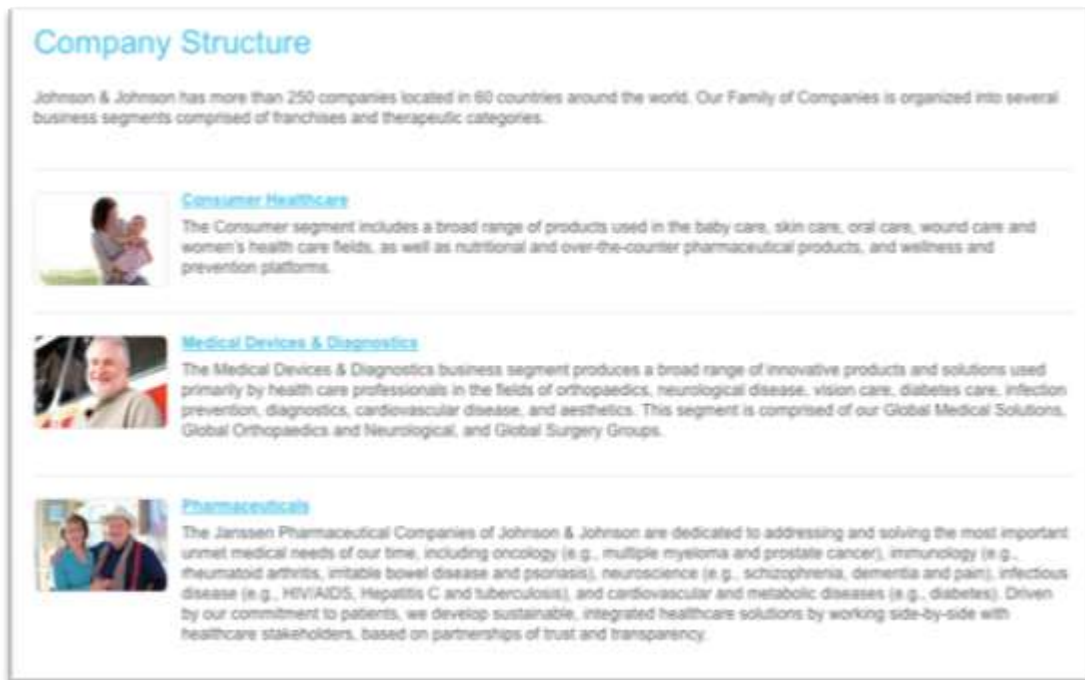 Company Structure
Johnson & Johnson has more than 250 companies located in 60 countries around the world. Our Family of Companies is organized into several
business segments comprised of franchises and therapeutic categories.
Consumer Healthcare
The Consumer segment includes a broad range of products used in the baby care, skin care, oral care, wound care and
women's health care fields, as well as nutritional and over-the-counter pharmaceutical products, and wellness and
prevention platforms.
Medical Devices & Diagnostics
The Medical Devices & Diagnostics business segment produces a broad range of innovative products and solutions used
primarily by health care professionals in the fields of orthopaedics, neurological disease, vision care, diabetes care, infection
prevention, diagnostics, cardiovascular disease, and aesthetics. This segment is comprised of our Global Medical Solutions,
Global Orthopaedics and Neurological, and Global Surgery Groups.
Pharmaceuticals
The Janssen Pharmaceutical Companies of Johnson & Johnson are dedicated to addressing and solving the most important
unmet medical needs of our time, including oncology (e.g., multiple myeloma and prostate cancer), immunology (e.g.,
rheumatoid arthritis, irritable bowel disease and psoriasis), neuroscience (e.g., schizophrenia, dementia and pain), infectious
disease (e.g., HIV/AIDS, Hepatitis C and tuberculosis), and cardiovascular and metabolic diseases (e.g., diabetes). Driven
by our commitment to patients, we develop sustainable, integrated healthcare solutions by working side-by-side with
healthcare stakeholders, based on partnerships of trust and transparency.